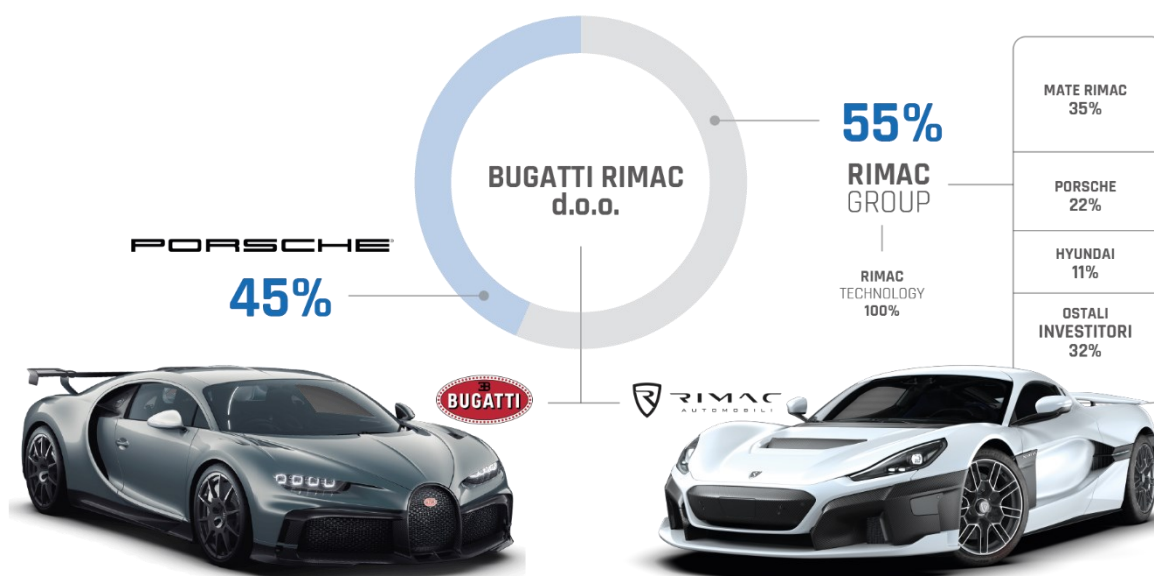 BUGATTI RIMAC
d.o.o.
PORSCHE
45%
55%
RIMAC
GROUP
RIMAC
TECHNOLOGY
100%
MATE RIMAC
35%
PORSCHE
22%
HYUNDAI
11%
OSTALI
INVESTITORI
32%
EB
BUGATTI
RIMAC
AUTOMOBILI